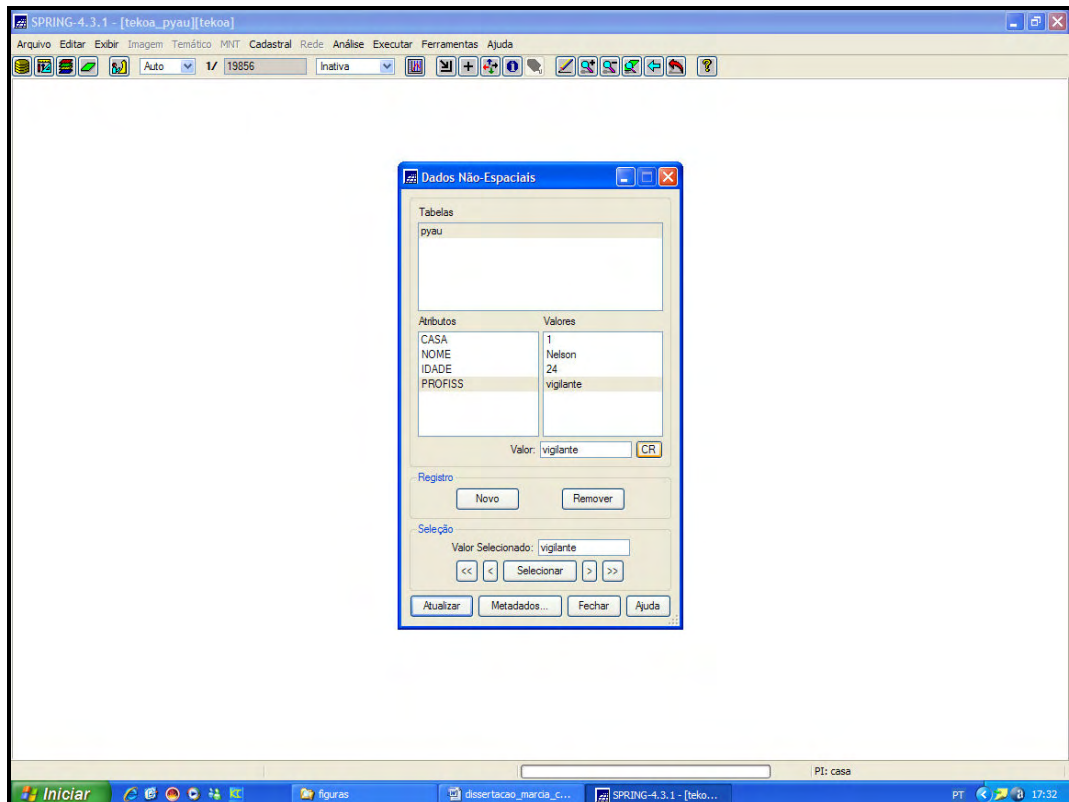 SPRING-4.3.1 - [tekoa_pyau][tekoa]
Arquivo Editar Exibir Imagem Temático MNT Cadastral Rede Análise Executar Ferramentas Ajuda
Auto 1/ 19856 Inativa
Dados Não-Espaciais
Tabelas
pyau
Atributos Valores
CASA 1
NOME Nelson
IDADE 24
PROFISS vigilante
Valor: vigilante CR
Registro
Novo Remover
Seleção
Valor Selecionado: vigilante
<< < Selecionar > >>
Atualizar Metadados... Fechar Ajuda
PI: casa
Iniciar figuras dissertacao_marcia_c... SPRING-4.3.1 - [teko... PT 17:32